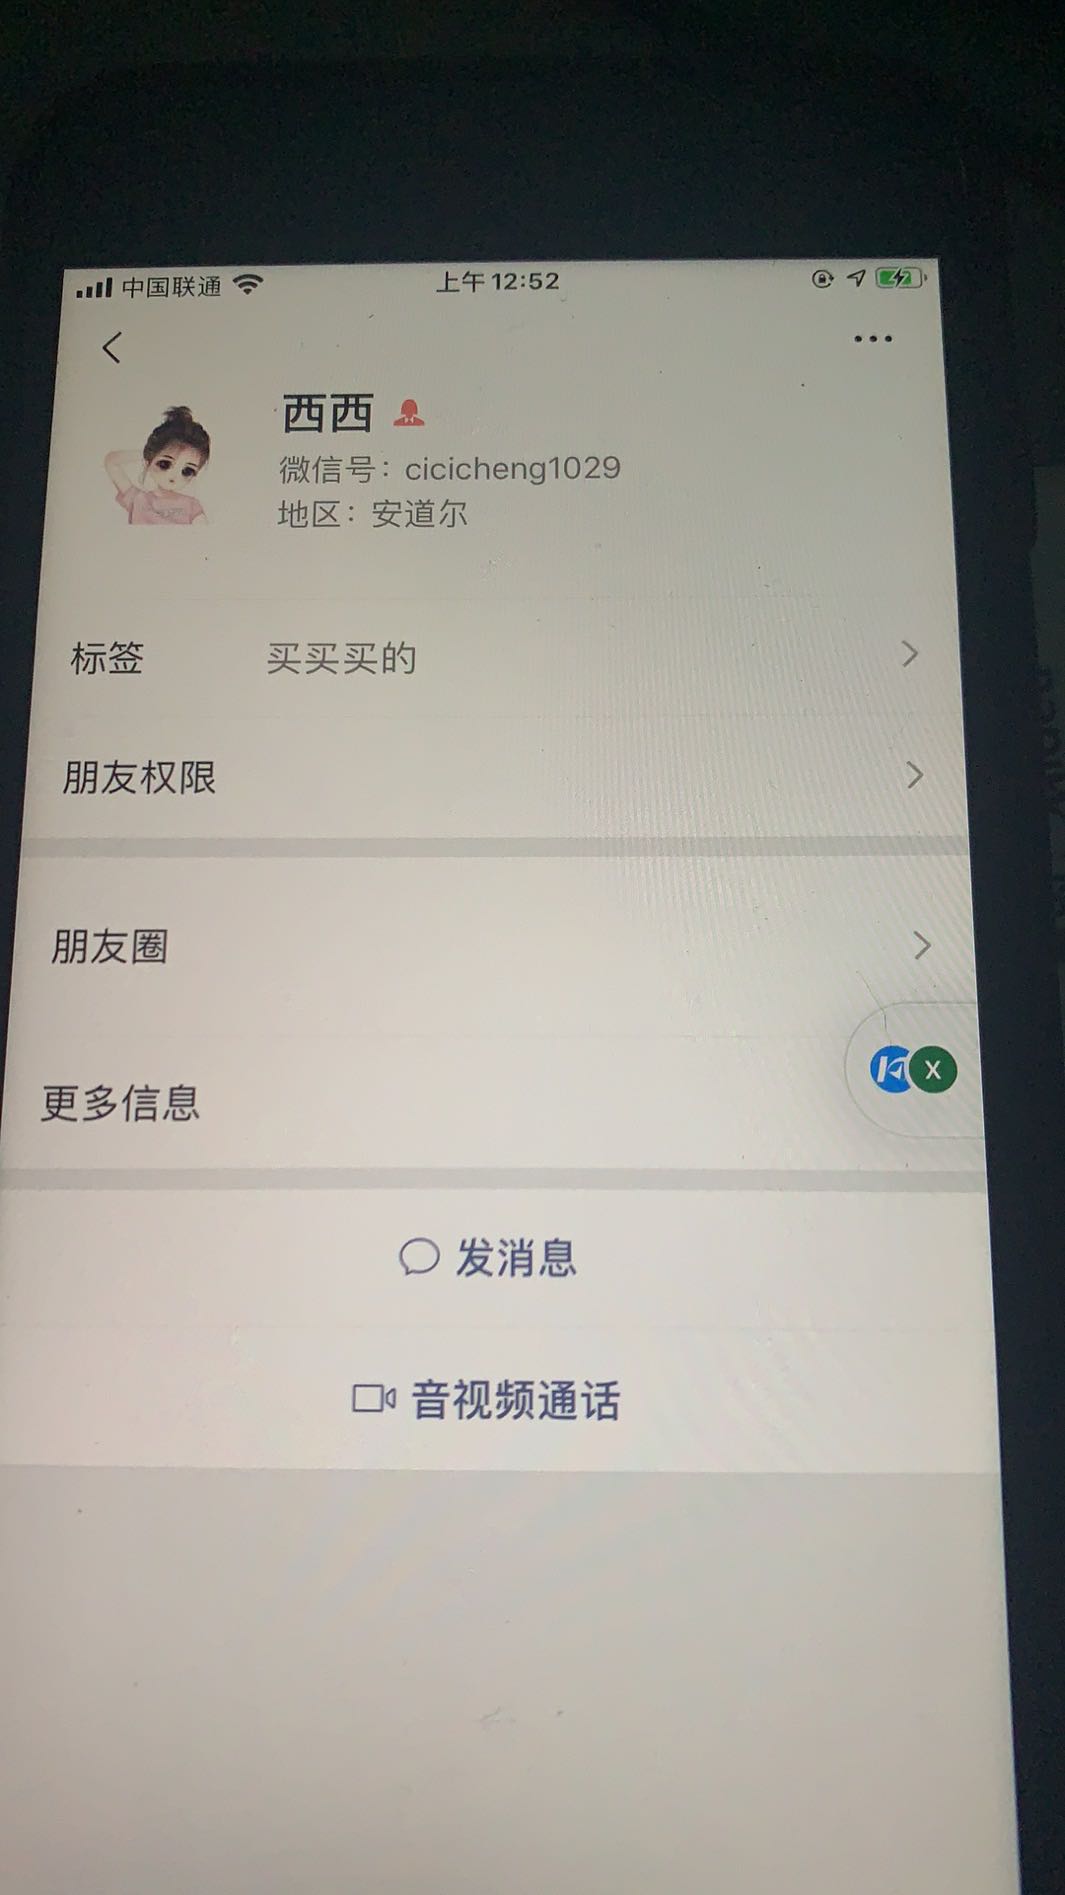 中国联通
上午12:52
西西
微信号：cicicheng1029
地区：安道尔
标签 买买买的
朋友权限
朋友圈
更多信息
X
发消息
音视频通话